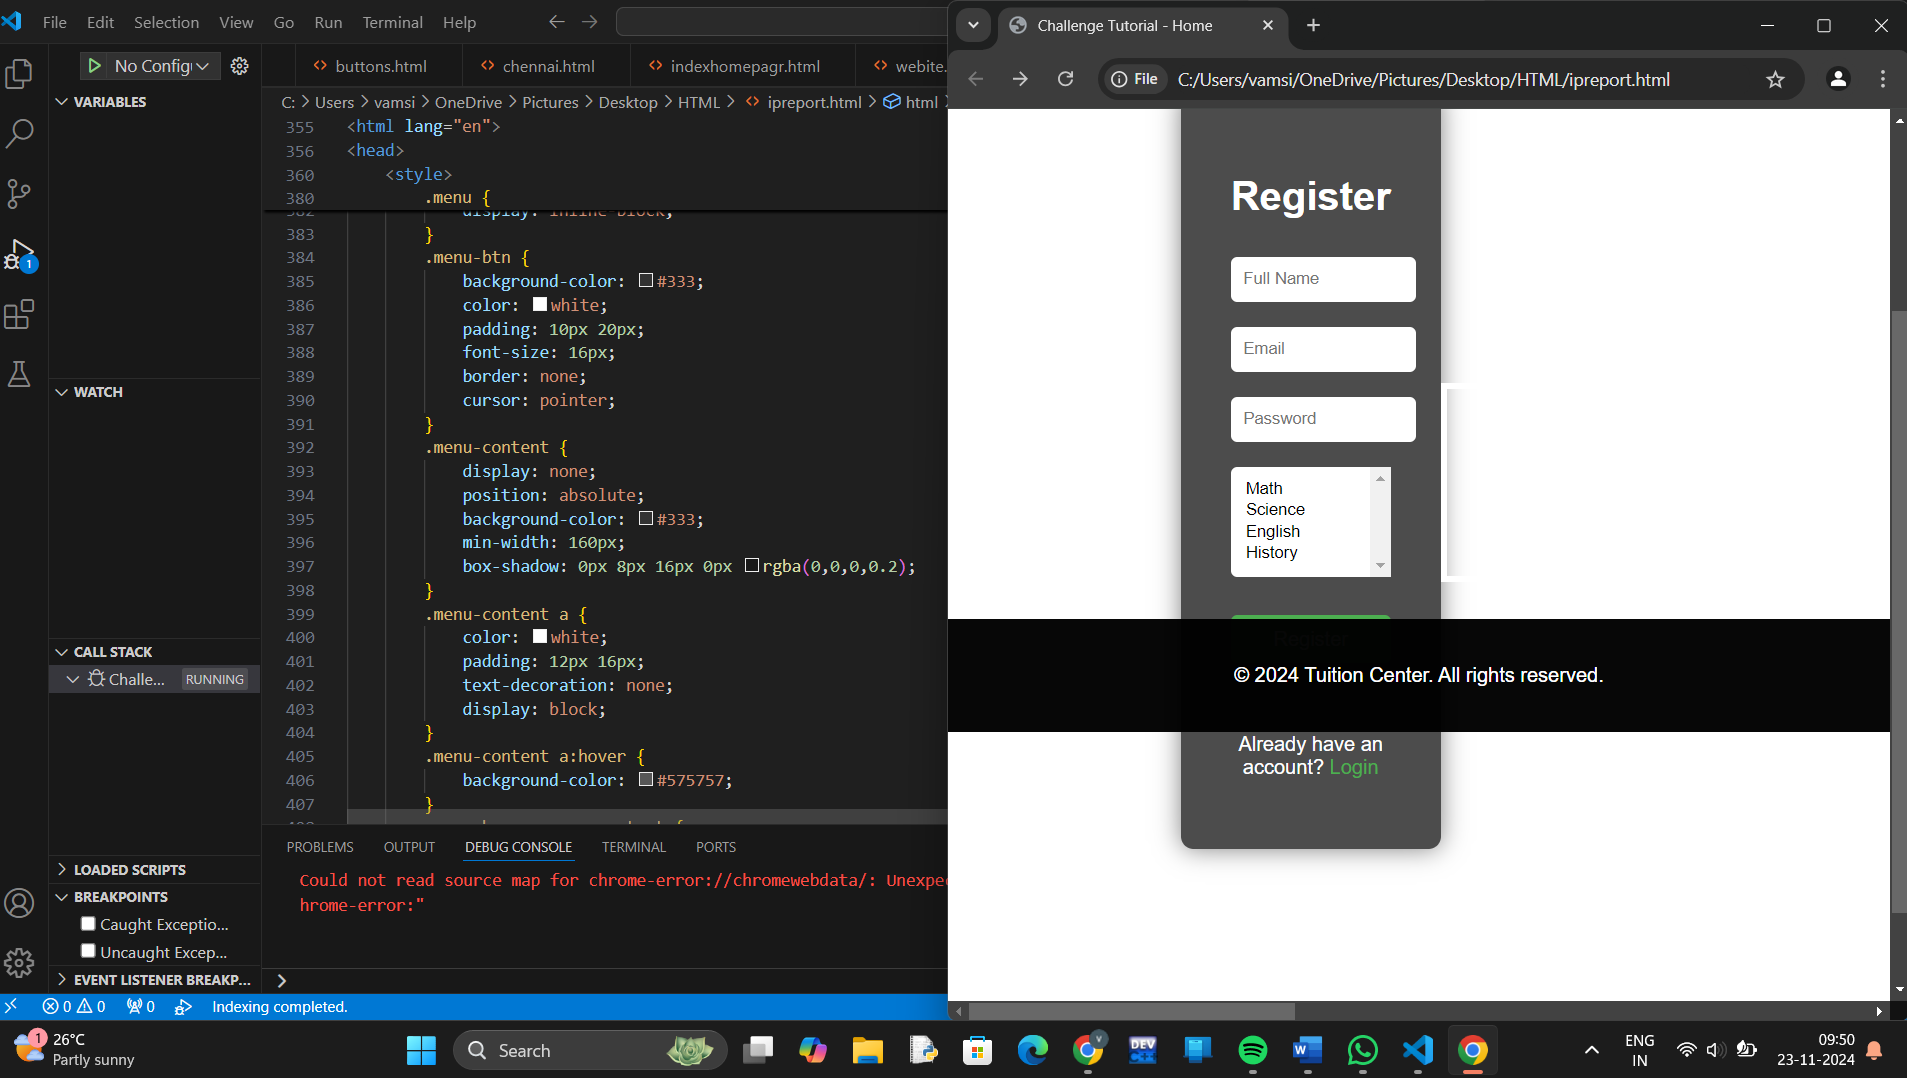 File Edit Selection View Go Run Terminal Help
No Config
buttons.html
chennai.html
indexhomepagr.html
webite.
C: > Users > vamsi > OneDrive > Pictures > Desktop > HTML > ipreport.html > html
VARIABLES
WATCH
CALL STACK
Challe... RUNNING
LOADED SCRIPTS
BREAKPOINTS
Caught Exceptio...
Uncaught Excep...
EVENT LISTENER BREAKP...
1
355 <html lang="en">
356 <head>
360 <style>
380 .menu {
382 display: inline-block;
383 }
384 .menu-btn {
385 background-color: #333;
386 color: white;
387 padding: 10px 20px;
388 font-size: 16px;
389 border: none;
390 cursor: pointer;
391 }
392 .menu-content {
393 display: none;
394 position: absolute;
395 background-color: #333;
396 min-width: 160px;
397 box-shadow: 0px 8px 16px 0px rgba(0,0,0,0.2);
398 }
399 .menu-content a {
400 color: white;
401 padding: 12px 16px;
402 text-decoration: none;
403 display: block;
404 }
405 .menu-content a:hover {
406 background-color: #575757;
407 }
PROBLEMS OUTPUT DEBUG CONSOLE TERMINAL PORTS
Could not read source map for chrome-error://chromewebdata/: Unexpec
hrome-error:"
0 0 0 Indexing completed.
Challenge Tutorial - Home
File C:/Users/vamsi/OneDrive/Pictures/Desktop/HTML/ipreport.html
Register
Full Name
Email
Password
Math
Science
English
History
Register
© 2024 Tuition Center. All rights reserved.
Already have an
account? Login
1
26°C
Partly sunny
Search
DEV
V
ENG
IN
09:50
23-11-2024